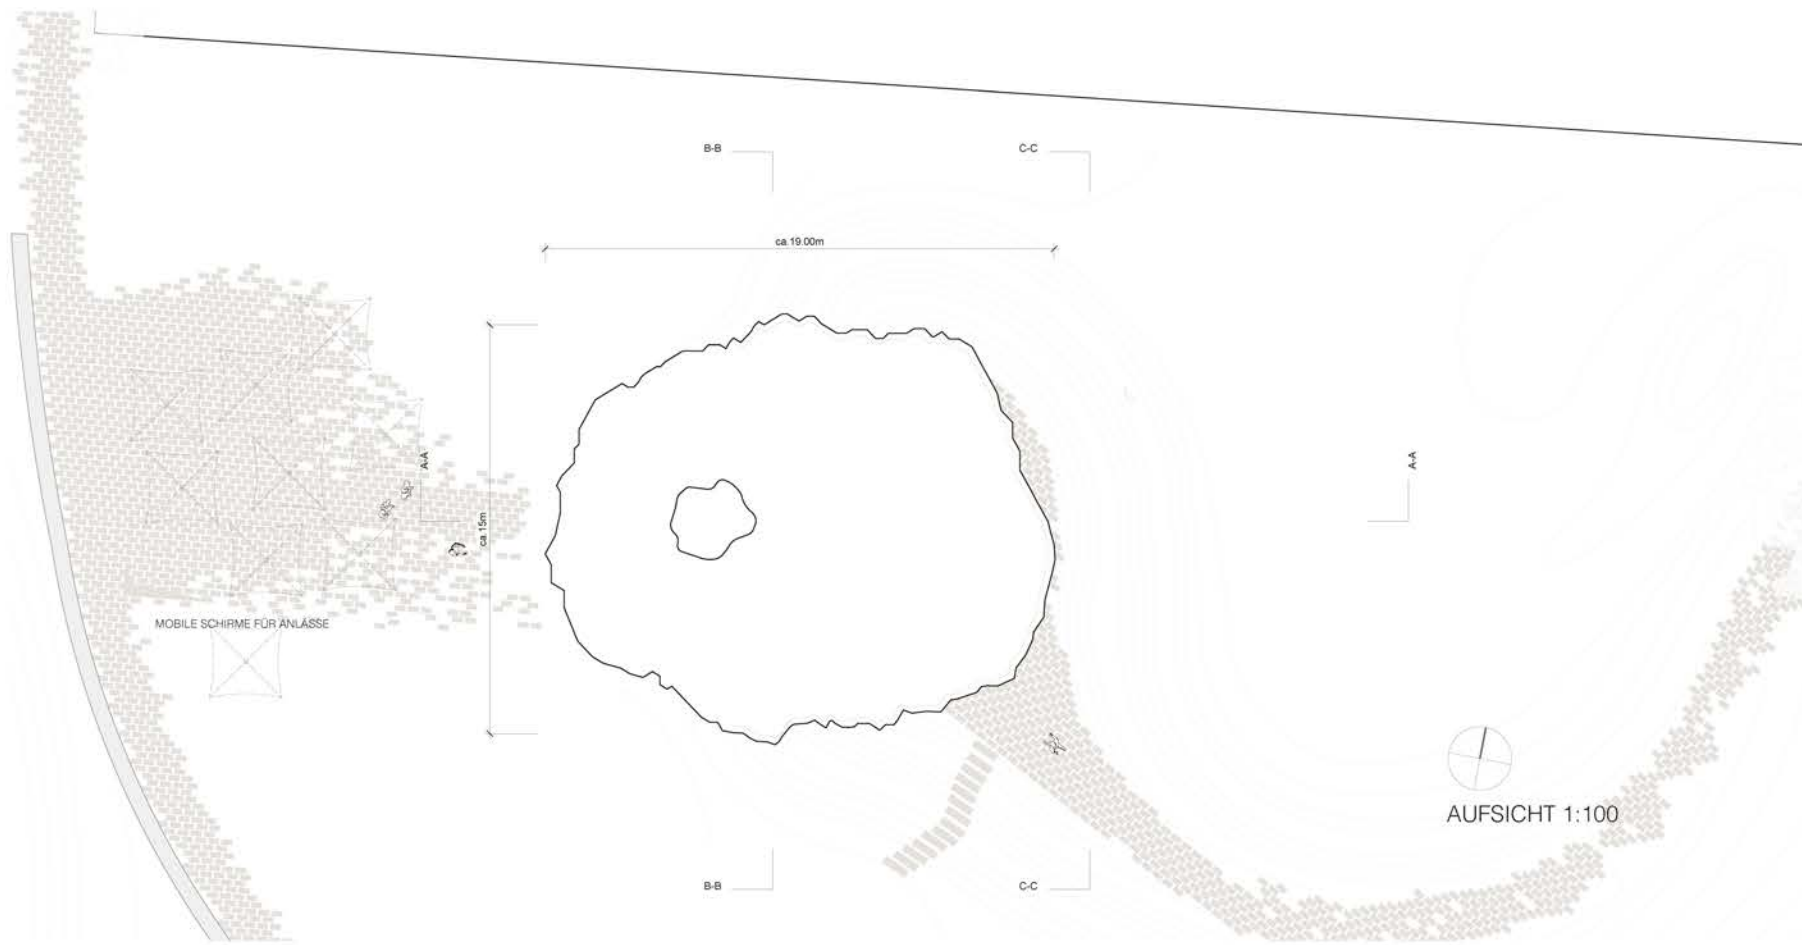 B-B
C-C
ca.19.00m
A-A
A-A
ca.15m
MOBILE SCHIRME FÜR ANLÄSSE
AUFSICHT 1:100
B-B
C-C